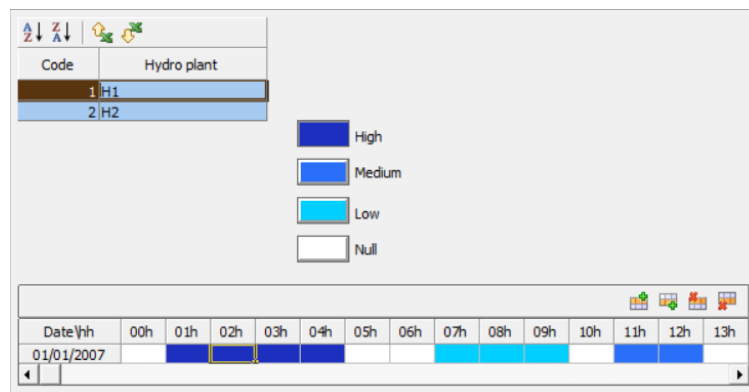 Code Hydro plant
1 H1
2 H2
High
Medium
Low
Null
Date\hh 00h 01h 02h 03h 04h 05h 06h 07h 08h 09h 10h 11h 12h 13h
01/01/2007